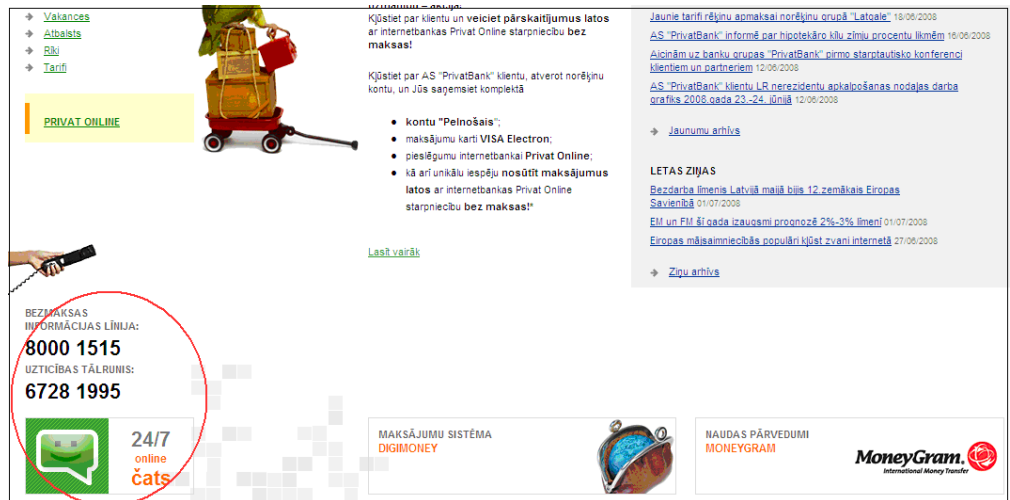 Vakances
Atbalsts
Rīki
Tarifi
PRIVAT ONLINE
BEZMAKSAS
INFORMĀCIJAS LĪNIJA:
8000 1515
UZTICĪBAS TĀLRUNIS:
6728 1995
24/7
online
čats
Kļūstiet par klientu un veiciet pārskaitījumus latos
ar internetbankas Privat Online starpniecību bez
maksas!
Kļūstiet par AS "PrivatBank" klientu, atverot norēķinu
kontu, un Jūs saņemsiet komplektā
kontu "Pelnošais";
maksājumu karti VISA Electron;
pieslēgumu internetbankai Privat Online;
kā arī unikālu iespēju nosūtīt maksājumus
latos ar internetbankas Privat Online
starpniecību bez maksas!*
Lasīt vairāk
Jaunie tarifi rēķinu apmaksai norēķinu grupā "Latgale" 18/06/2008
AS "PrivatBank" informē par hipotekāro ķīlu zīmju procentu likmēm 16/06/2008
Aicinām uz banku grupas "PrivatBank" pirmo starptautisko konferenci
klientiem un partneriem 12/06/2008
AS "PrivatBank" klientu LR nerezidentu apkalpošanas nodaļas darba
grafiks 2008.gada 23.-24. jūnijā 12/06/2008
Jaunumu arhīvs
LETAS ZIŅAS
Bezdarba līmenis Latvijā maijā bijis 12.zemākais Eiropas
Savienībā 01/07/2008
EM un FM šī gada izaugsmi prognozē 2%-3% līmenī 01/07/2008
Eiropas mājsaimniecībās populāri kļūst zvani internetā 27/06/2008
Ziņu arhīvs
MAKSĀJUMU SISTĒMA
DIGIMONEY
NAUDAS PĀRVEDUMI
MONEYGRAM
MoneyGram.
International Money Transfer